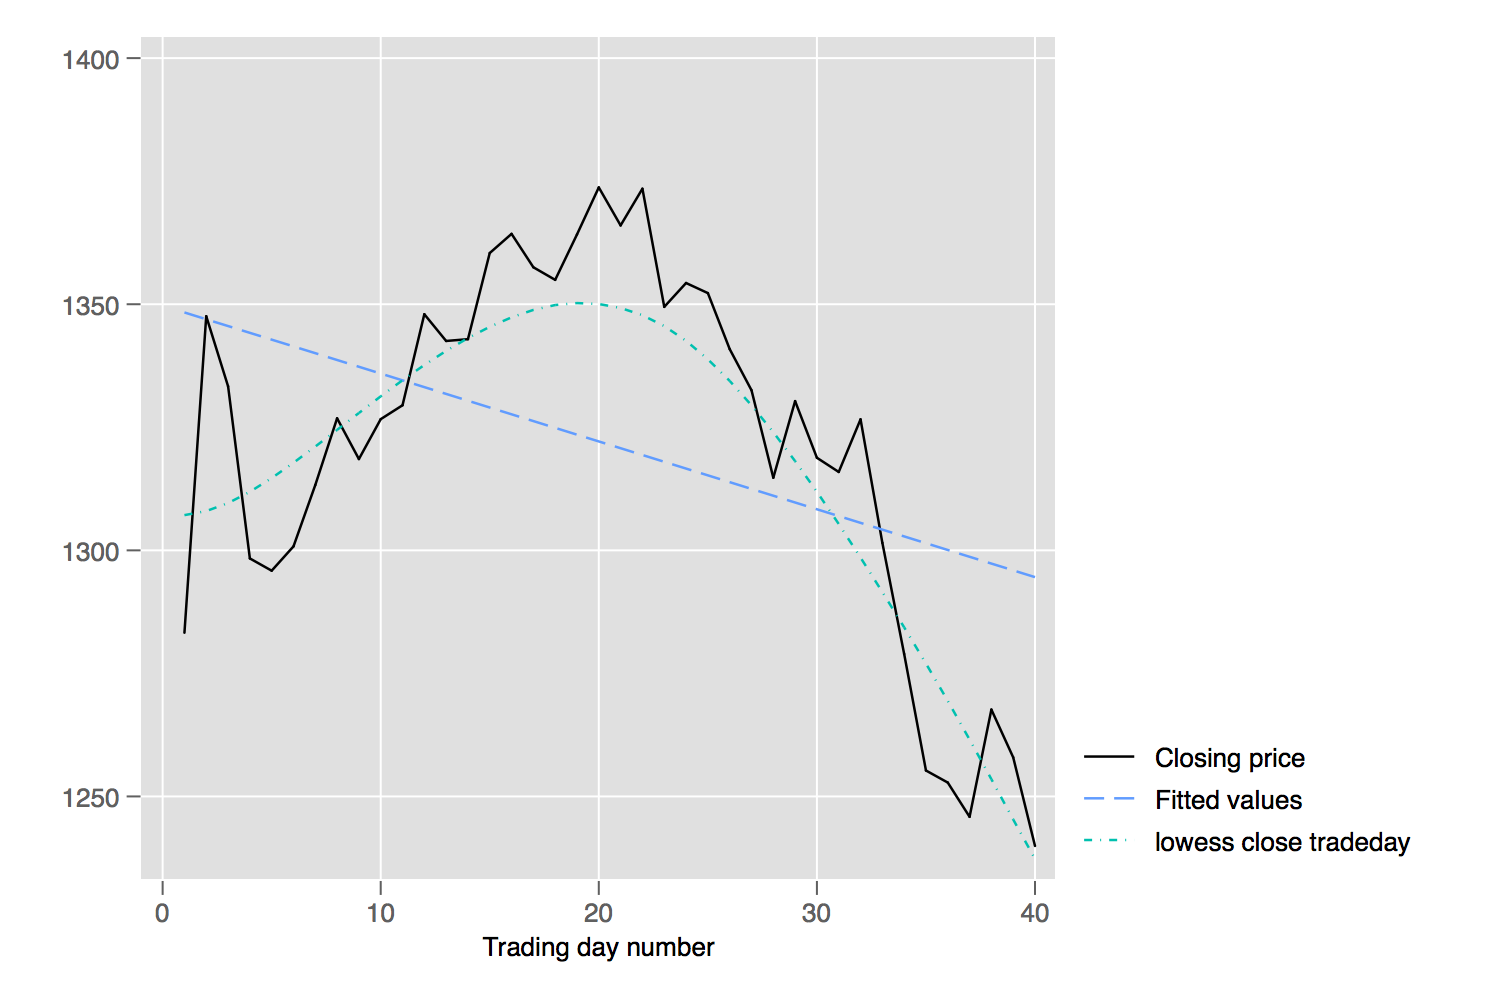 1400
1350
1300
1250
0 10 20 30 40
Trading day number
Closing price
Fitted values
lowess close tradeday